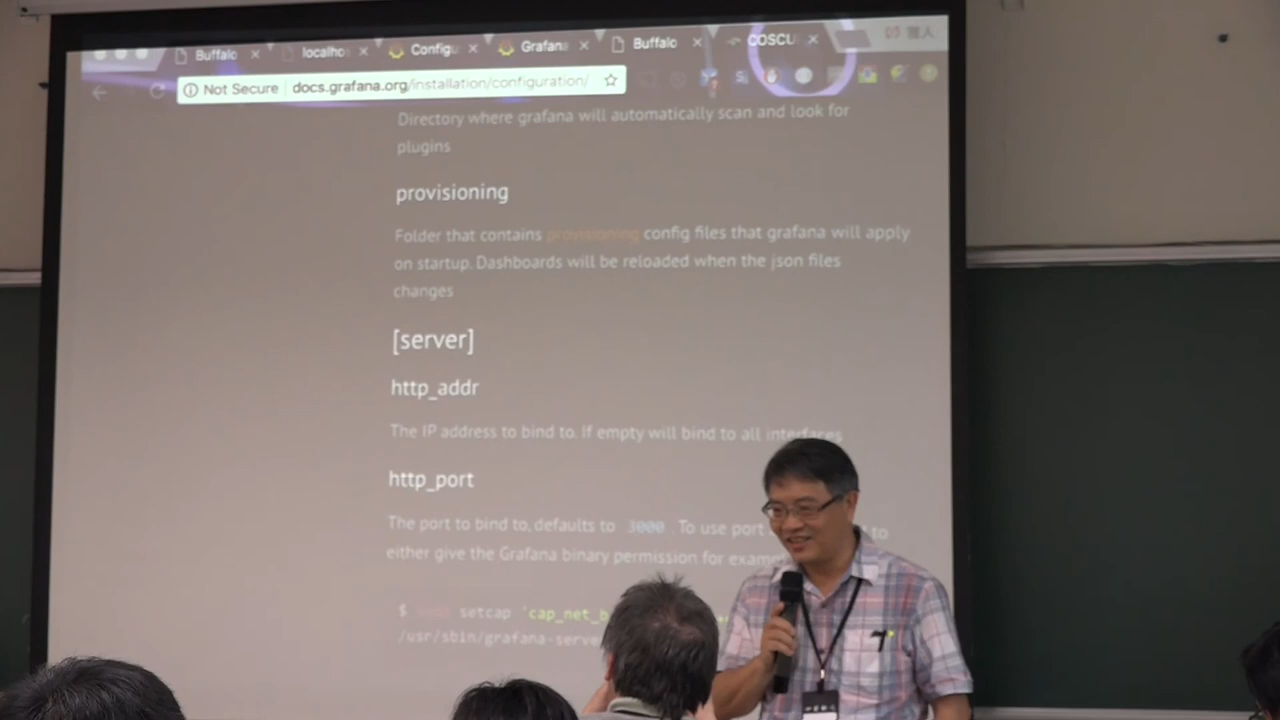 Buffalo
localho
Configu
Grafana
Buffalo
COSCU
Not Secure
docs.grafana.org/installation/configuration/
Directory where grafana will automatically scan and look for
plugins
provisioning
Folder that contains provisioning config files that grafana will apply
on startup. Dashboards will be reloaded when the json files
changes
[server]
http_addr
The IP address to bind to. If empty will bind to all interfaces
http_port
The port to bind to, defaults to 3000 . To use port to
either give the Grafana binary permission for examp
$ setcap 'cap_net_b
/usr/sbin/grafana-serve